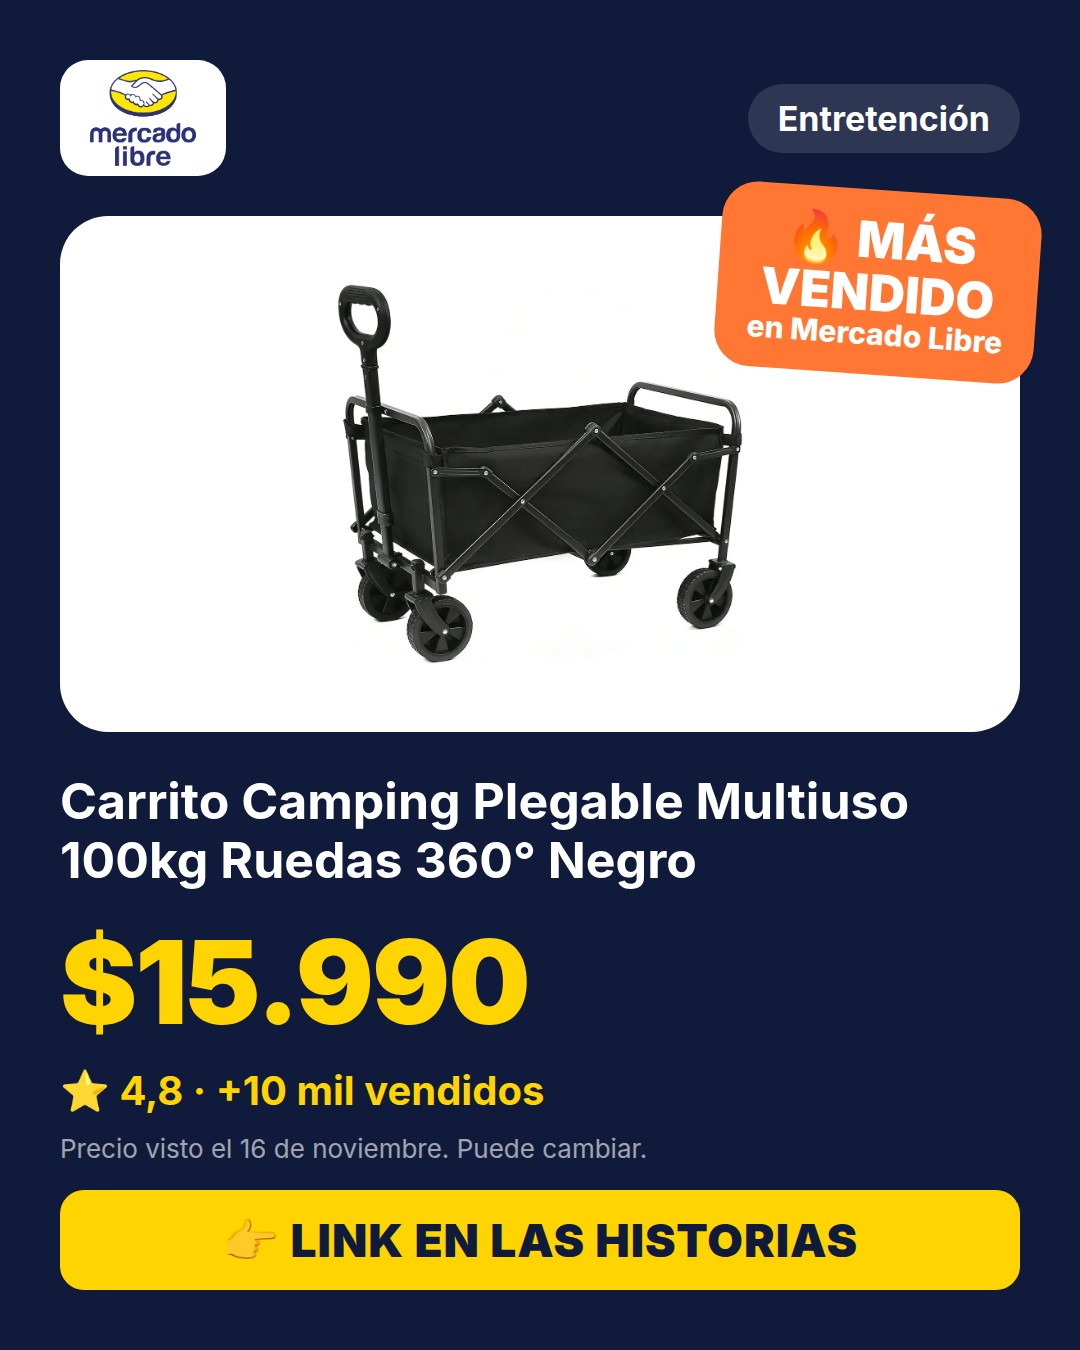 mercado
libre
Entretención
🔥 MÁS
VENDIDO
en Mercado Libre
Carrito Camping Plegable Multiuso
100kg Ruedas 360° Negro
$15.990
⭐ 4,8 · +10 mil vendidos
Precio visto el 16 de noviembre. Puede cambiar.
👉 LINK EN LAS HISTORIAS